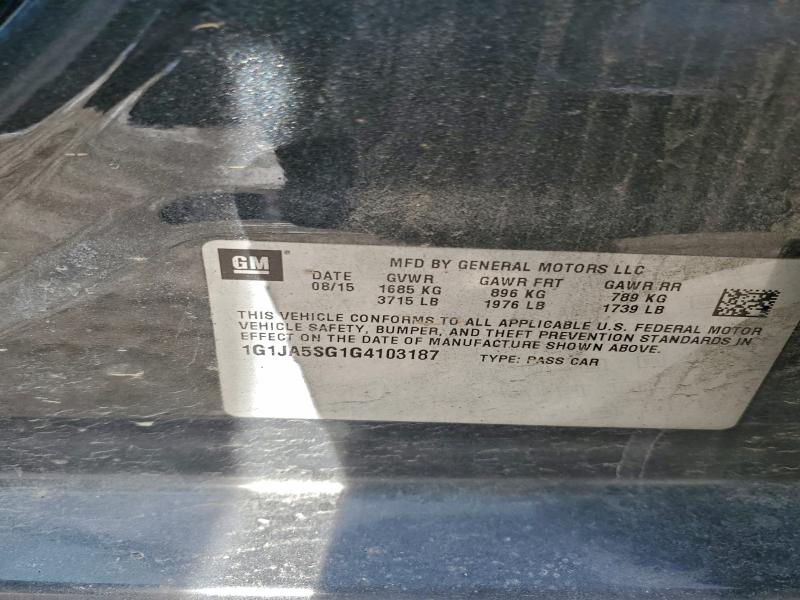 GM ®
MFD BY GENERAL MOTORS LLC
DATE GVWR GAWR FRT GAWR RR
08/15 1685 KG 896 KG 789 KG
3715 LB 1976 LB 1739 LB
THIS VEHICLE CONFORMS TO ALL APPLICABLE U.S. FEDERAL MOTOR
VEHICLE SAFETY, BUMPER, AND THEFT PREVENTION STANDARDS IN
EFFECT ON THE DATE OF MANUFACTURE SHOWN ABOVE.
1G1JA5SG1G4103187 TYPE: PASS CAR